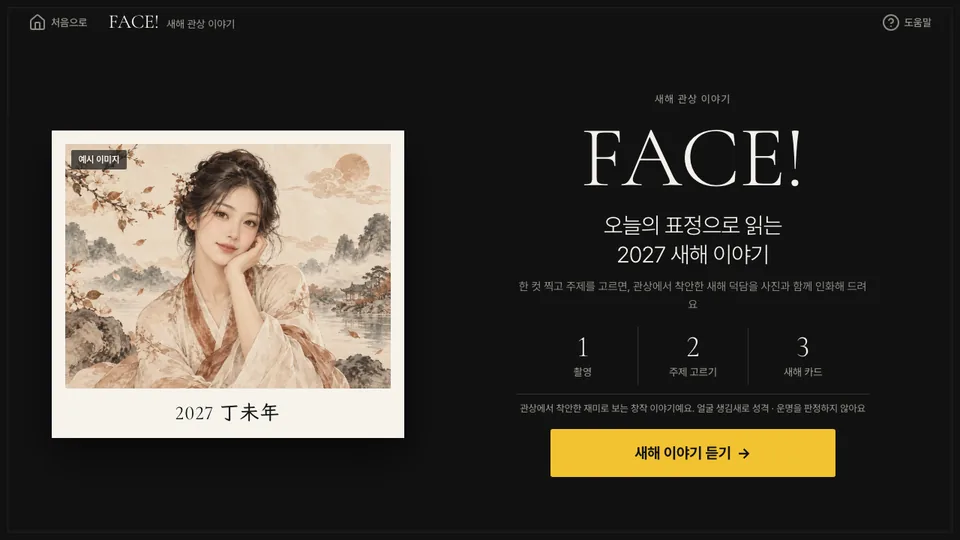 처음으로
FACE! 새해 관상 이야기
도움말
예시 이미지
2027 丁未年
새해 관상 이야기
FACE!
오늘의 표정으로 읽는
2027 새해 이야기
한 컷 찍고 주제를 고르면, 관상에서 착안한 새해 덕담을 사진과 함께 인화해 드려
요
1
촬영
2
주제 고르기
3
새해 카드
관상에서 착안한 재미로 보는 창작 이야기예요. 얼굴 생김새로 성격 · 운명을 판정하지 않아요
새해 이야기 듣기 →